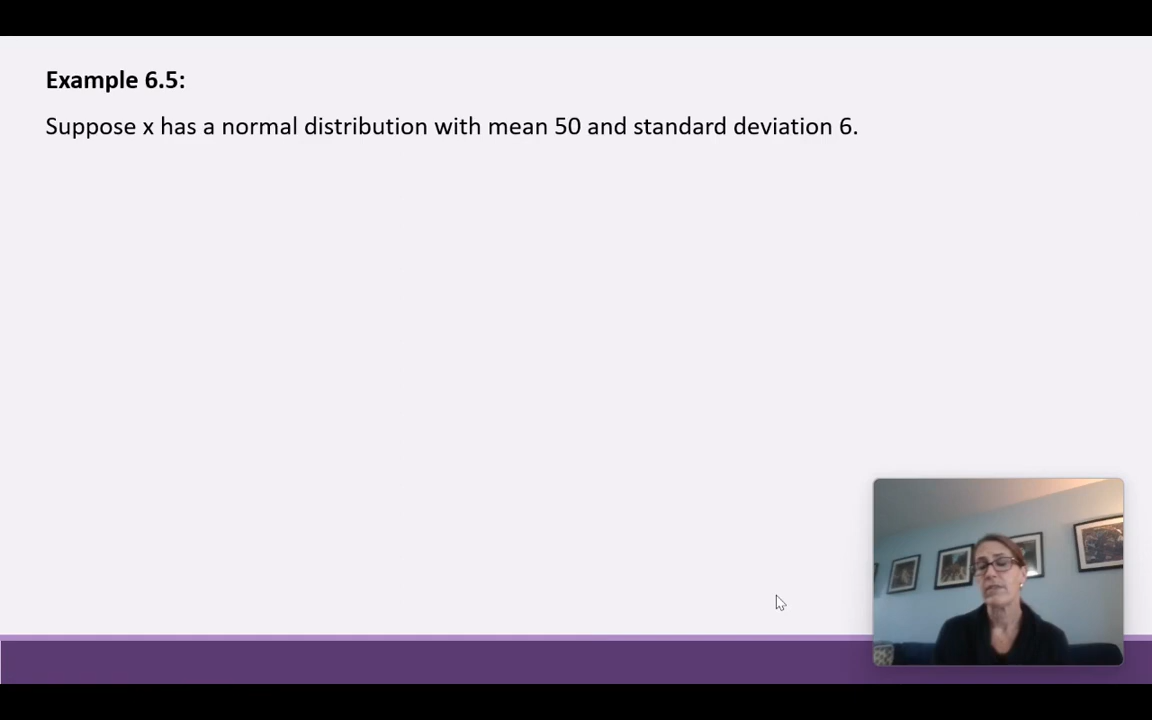 Example 6.5:
Suppose x has a normal distribution with mean 50 and standard deviation 6.